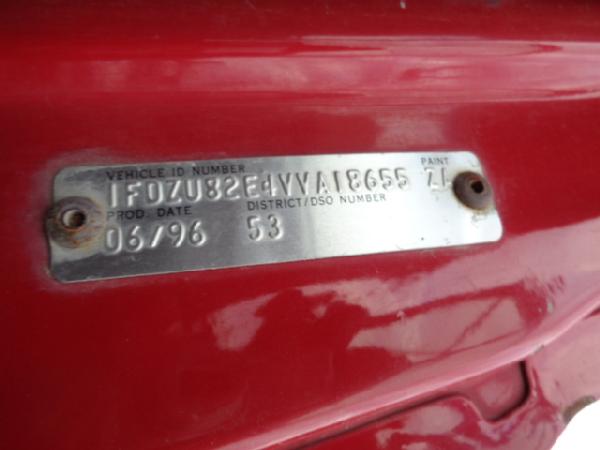 VEHICLE ID NUMBER PAINT
1FDZU82E4VVA18655
PROD. DATE DISTRICT/DSO NUMBER
06/96 53